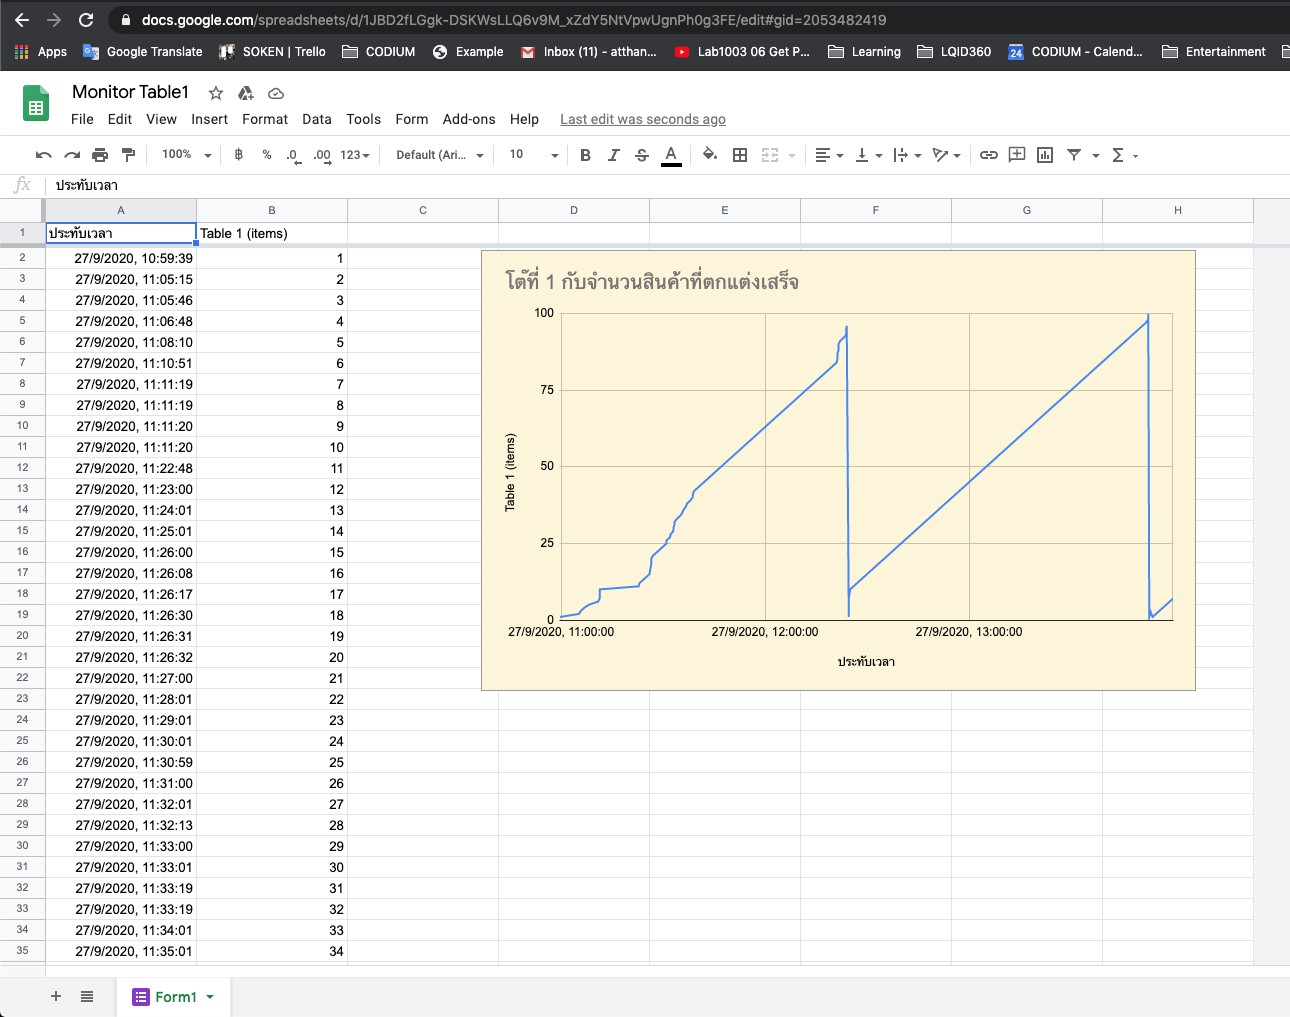 docs.google.com/spreadsheets/d/1JBD2fLGgk-DSKWsLLQ6v9M_xZdY5NtVpwUgnPh0g3FE/edit#gid=2053482419
Apps Google Translate SOKEN | Trello CODIUM Example Inbox (11) - atthan... Lab1003 06 Get P... Learning LQID360 24 CODIUM - Calend... Entertainment
Monitor Table1
File Edit View Insert Format Data Tools Form Add-ons Help Last edit was seconds ago
100% ฿ % .0 .00 123 Default (Ari... 10 B I S A Σ
fx ประทับเวลา
A B C D E F G H
1 ประทับเวลา Table 1 (items)
2 27/9/2020, 10:59:39 1
3 27/9/2020, 11:05:15 2
4 27/9/2020, 11:05:46 3
5 27/9/2020, 11:06:48 4
6 27/9/2020, 11:08:10 5
7 27/9/2020, 11:10:51 6
8 27/9/2020, 11:11:19 7
9 27/9/2020, 11:11:19 8
10 27/9/2020, 11:11:20 9
11 27/9/2020, 11:11:20 10
12 27/9/2020, 11:22:48 11
13 27/9/2020, 11:23:00 12
14 27/9/2020, 11:24:01 13
15 27/9/2020, 11:25:01 14
16 27/9/2020, 11:26:00 15
17 27/9/2020, 11:26:08 16
18 27/9/2020, 11:26:17 17
19 27/9/2020, 11:26:30 18
20 27/9/2020, 11:26:31 19
21 27/9/2020, 11:26:32 20
22 27/9/2020, 11:27:00 21
23 27/9/2020, 11:28:01 22
24 27/9/2020, 11:29:01 23
25 27/9/2020, 11:30:01 24
26 27/9/2020, 11:30:59 25
27 27/9/2020, 11:31:00 26
28 27/9/2020, 11:32:01 27
29 27/9/2020, 11:32:13 28
30 27/9/2020, 11:33:00 29
31 27/9/2020, 11:33:01 30
32 27/9/2020, 11:33:19 31
33 27/9/2020, 11:33:19 32
34 27/9/2020, 11:34:01 33
35 27/9/2020, 11:35:01 34
โต๊ที่ 1 กับจำนวนสินค้าที่ตกแต่งเสร็จ
100
75
50
25
0
Table 1 (items)
27/9/2020, 11:00:00 27/9/2020, 12:00:00 27/9/2020, 13:00:00
ประทับเวลา
Form1